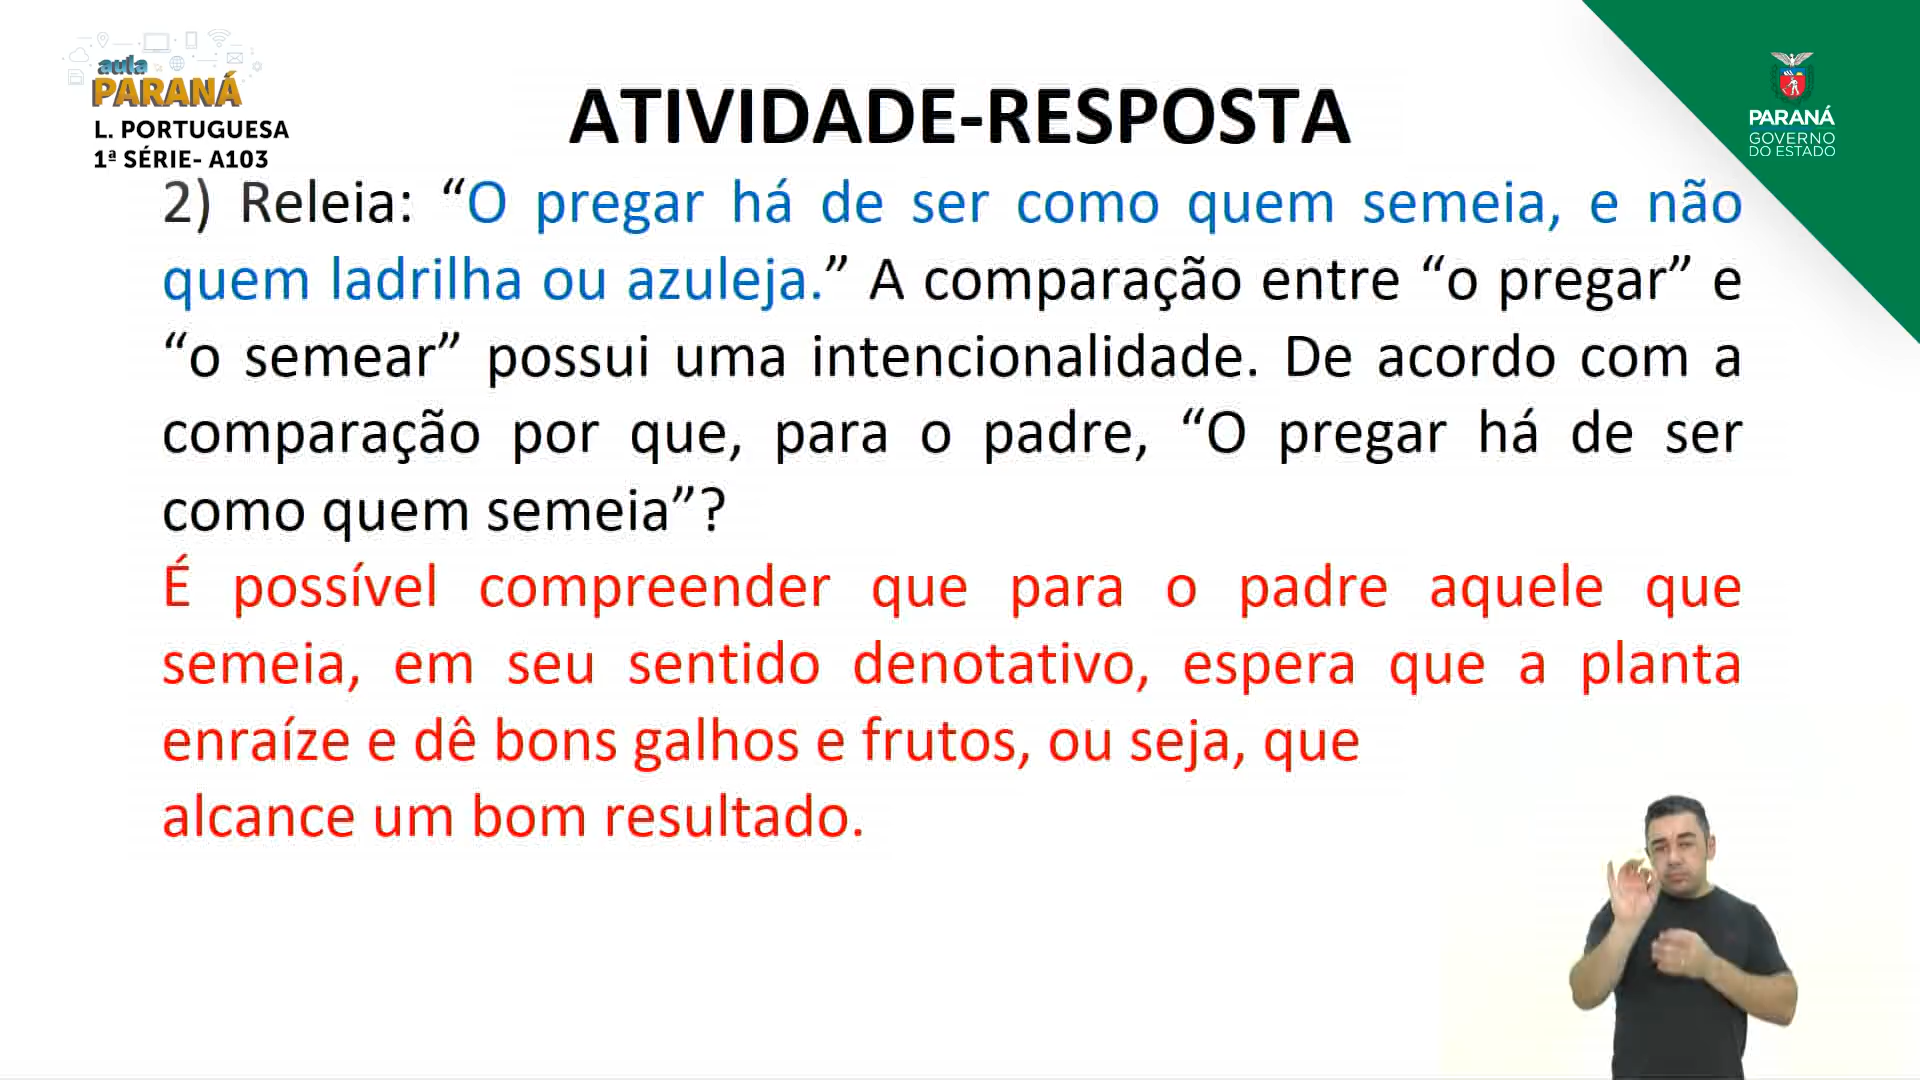 aula
PARANÁ
L. PORTUGUESA
1ª SÉRIE- A103
PARANÁ
GOVERNO
DO ESTADO
ATIVIDADE-RESPOSTA
2) Releia: “O pregar há de ser como quem semeia, e não
quem ladrilha ou azuleja.” A comparação entre “o pregar” e
“o semear” possui uma intencionalidade. De acordo com a
comparação por que, para o padre, “O pregar há de ser
como quem semeia”?
É possível compreender que para o padre aquele que
semeia, em seu sentido denotativo, espera que a planta
enraíze e dê bons galhos e frutos, ou seja, que
alcance um bom resultado.